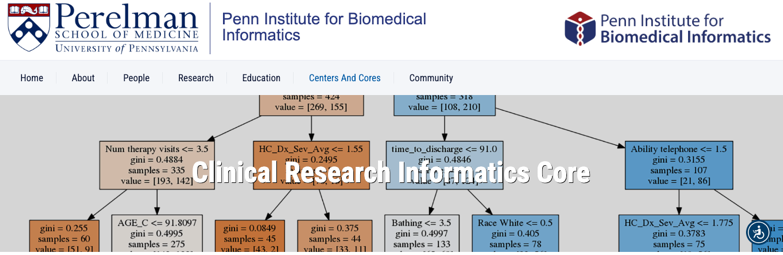 Perelman
SCHOOL OF MEDICINE
UNIVERSITY of PENNSYLVANIA
Penn Institute for Biomedical
Informatics
Penn Institute for
Biomedical Informatics
Home
About
People
Research
Education
Centers And Cores
Community
samples = 424
value = [269, 155]
samples = 318
value = [108, 210]
Num therapy visits <= 3.5
gini = 0.4884
samples = 335
value = [193, 142]
HC_Dx_Sev_Avg <= 1.55
gini = 0.2495
time_to_discharge <= 91.0
gini = 0.4846
Ability telephone <= 1.5
gini = 0.3155
samples = 107
value = [21, 86]
Clinical Research Informatics Core
gini = 0.255
samples = 60
value = [51, 9]
AGE_C <= 91.8097
gini = 0.4995
samples = 275
gini = 0.0849
samples = 45
value = [43, 2]
gini = 0.375
samples = 44
value = [33, 11]
Bathing <= 3.5
gini = 0.4997
samples = 133
Race White <= 0.5
gini = 0.405
samples = 78
HC_Dx_Sev_Avg <= 1.775
gini = 0.3783
samples = 75